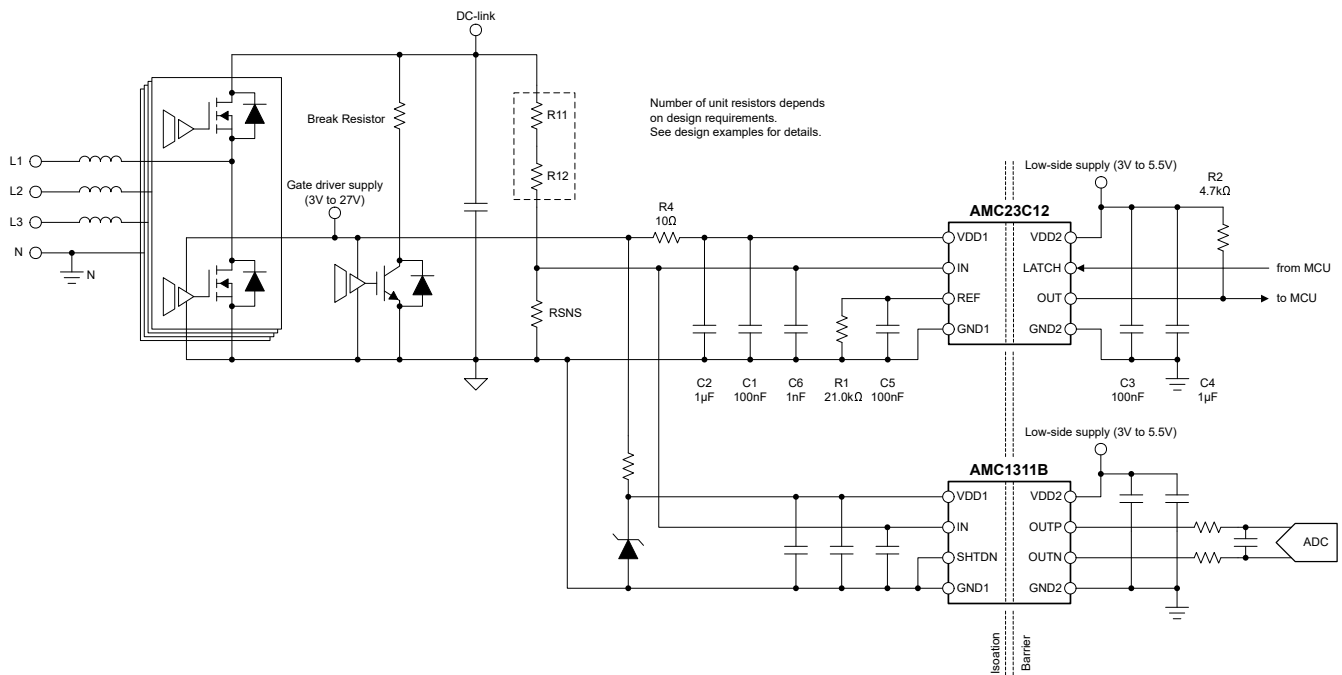 DC-link
Break Resistor
R11
R12
Number of unit resistors depends
on design requirements.
See design examples for details.
L1
L2
L3
N
N
Gate driver supply
(3V to 27V)
RSNS
R4
10Ω
Low-side supply (3V to 5.5V)
R2
4.7kΩ
AMC23C12
VDD1
IN
REF
GND1
VDD2
LATCH
OUT
GND2
from MCU
to MCU
C2
1µF
C1
100nF
C6
1nF
R1
21.0kΩ
C5
100nF
C3
100nF
C4
1µF
Low-side supply (3V to 5.5V)
AMC1311B
VDD1
IN
SHTDN
GND1
VDD2
OUTP
OUTN
GND2
ADC
Isoation
Barrier